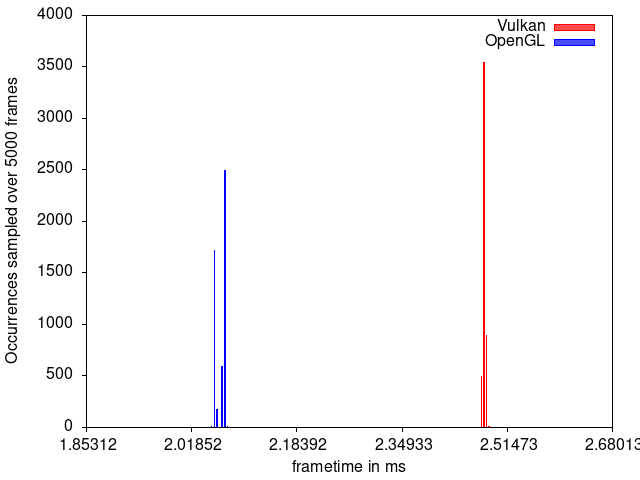 4000
Vulkan
OpenGL
3500
3000
2500
2000
1500
1000
500
0
Occurrences sampled over 5000 frames
1.85312 2.01852 2.18392 2.34933 2.51473 2.68013
frametime in ms